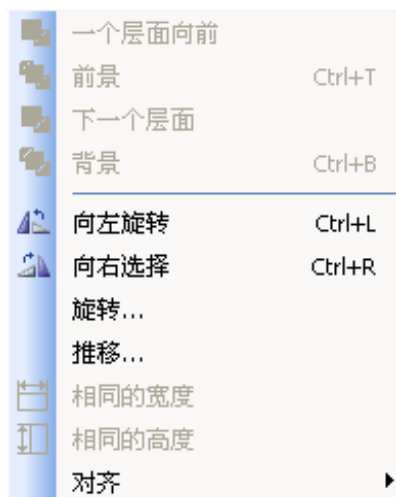 一个层面向前
前景 Ctrl+T
下一个层面
背景 Ctrl+B
向左旋转 Ctrl+L
向右选择 Ctrl+R
旋转...
推移...
相同的宽度
相同的高度
对齐